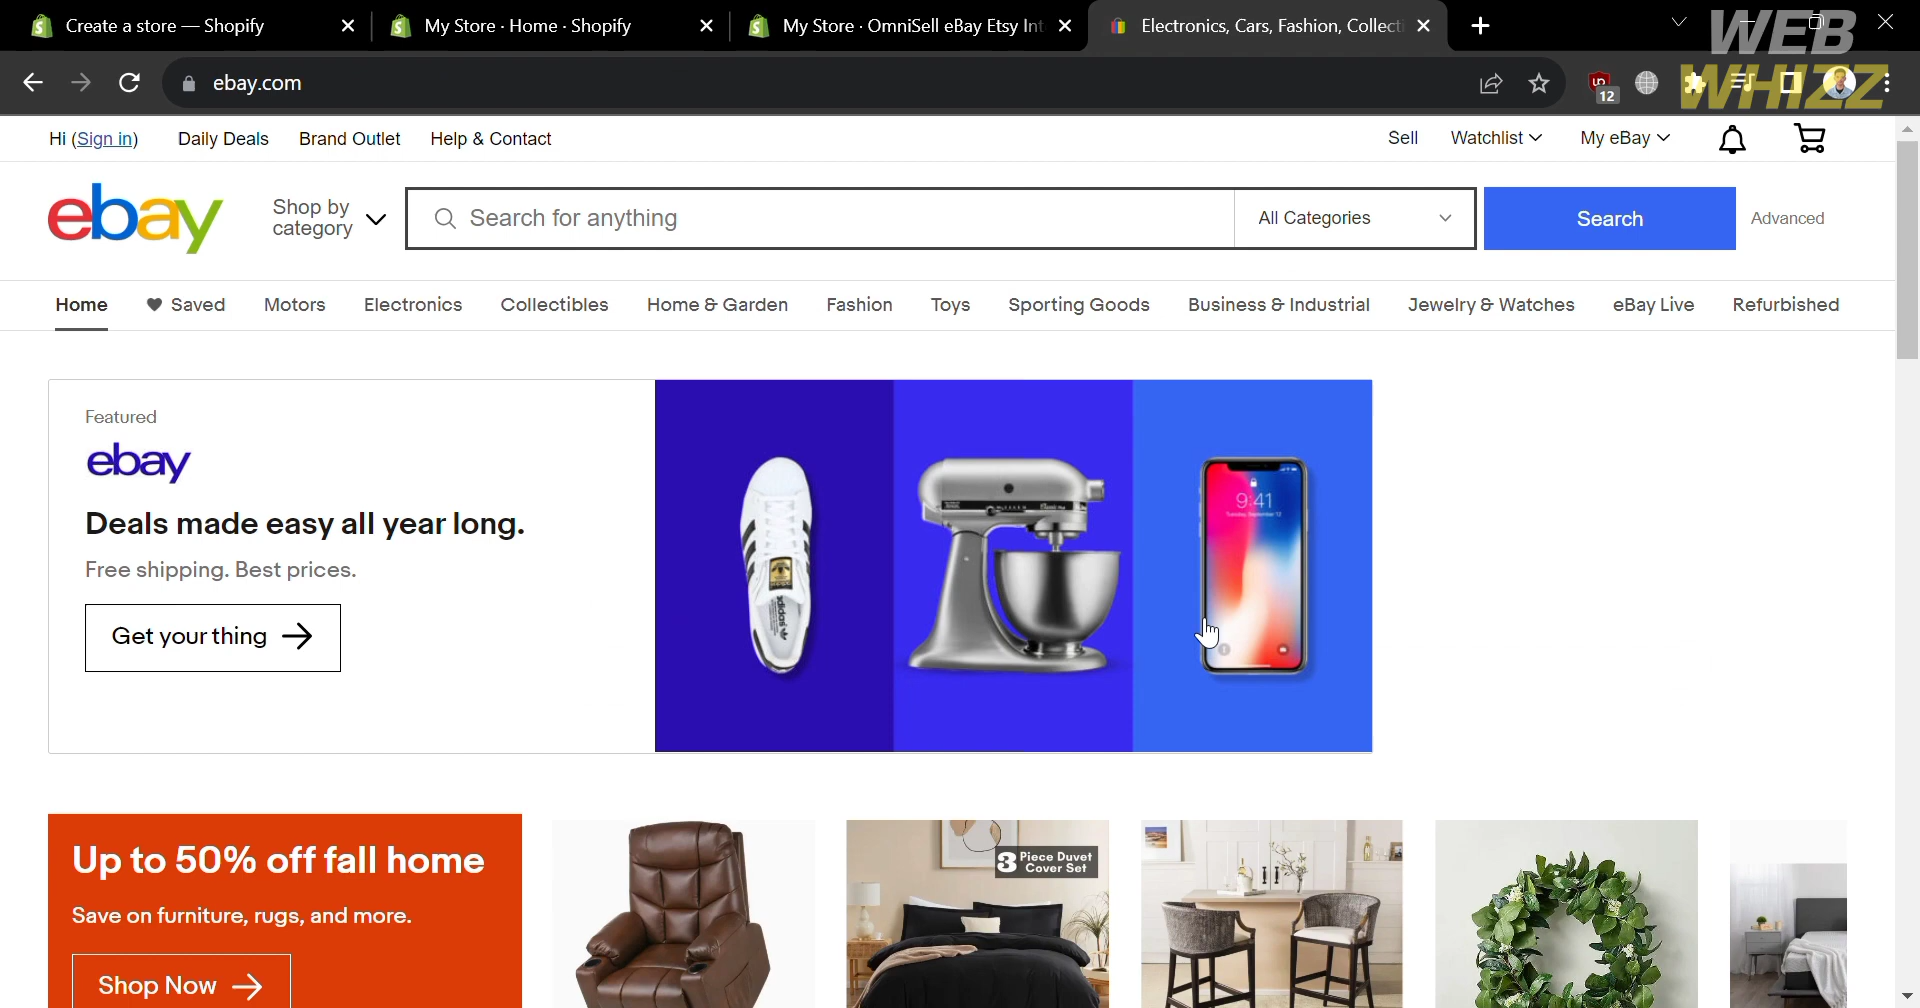 Create a store — Shopify
My Store · Home · Shopify
My Store · OmniSell eBay Etsy Int
Electronics, Cars, Fashion, Collecti
WEB
WHIZZ
ebay.com
12
Hi (Sign in)
Daily Deals
Brand Outlet
Help & Contact
Sell
Watchlist
My eBay
ebay
Shop by
category
Search for anything
All Categories
Search
Advanced
Home
Saved
Motors
Electronics
Collectibles
Home & Garden
Fashion
Toys
Sporting Goods
Business & Industrial
Jewelry & Watches
eBay Live
Refurbished
Featured
ebay
Deals made easy all year long.
Free shipping. Best prices.
Get your thing
adidas
9:41
Up to 50% off fall home
Save on furniture, rugs, and more.
Shop Now
3 Piece Duvet
Cover Set